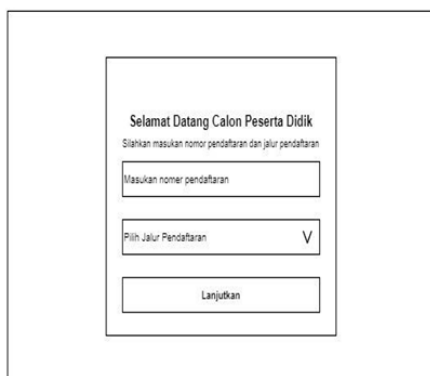 Selamat Datang Calon Peserta Didik
Silahkan masukan nomor pendaftaran dan jalur pendaftaran
Masukan nomer pendaftaran
Pilih Jalur Pendaftaran V
Lanjutkan